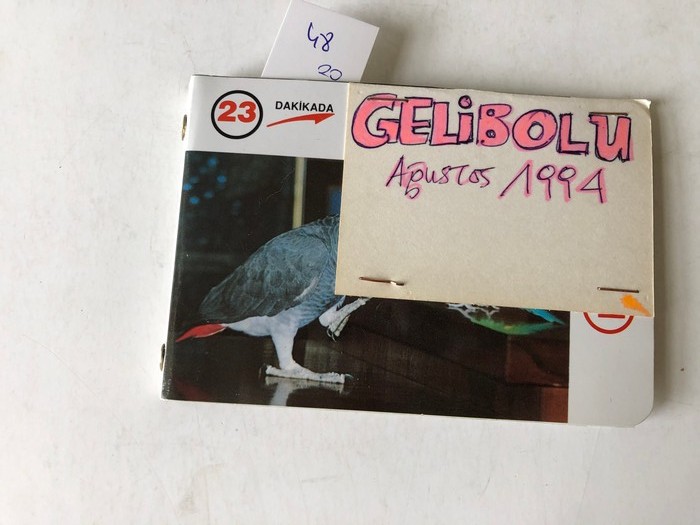 48
20
23 DAKİKADA
GELİBOLU
Ağustos / 1994